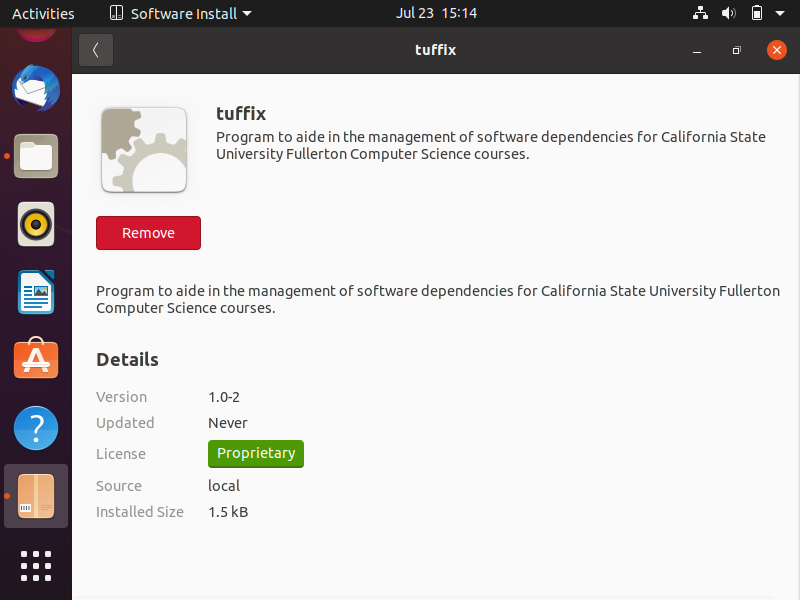 Activities
Software Install
Jul 23 15:14
tuffix
tuffix
Program to aide in the management of software dependencies for California State
University Fullerton Computer Science courses.
Remove
Program to aide in the management of software dependencies for California State University Fullerton
Computer Science courses.
Details
Version 1.0-2
Updated Never
License Proprietary
Source local
Installed Size 1.5 kB